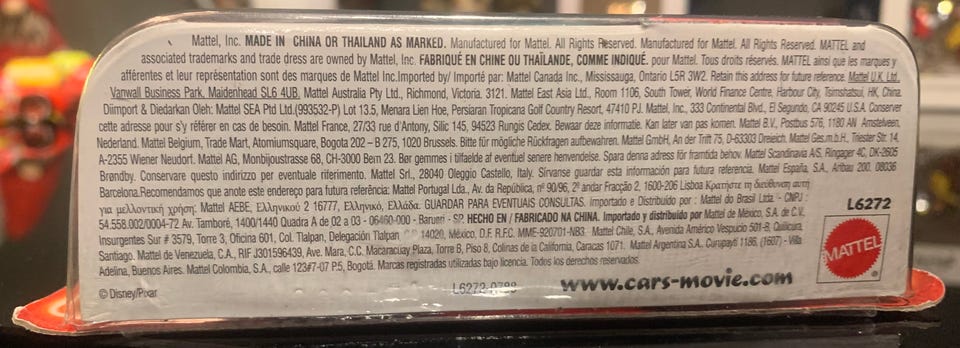 Mattel, Inc. MADE IN CHINA OR THAILAND AS MARKED. Manufactured for Mattel. All Rights Reserved. Manufactured for Mattel. All Rights Reserved. MATTEL and
associated trademarks and trade dress are owned by Mattel, Inc. FABRIQUÉ EN CHINE OU THAÏLANDE, COMME INDIQUÉ. pour Mattel. Tous droits réservés. MATTEL ainsi que les marques y
afférentes et leur représentation sont des marques de Mattel Inc.Imported by/ Importé par: Mattel Canada Inc., Mississauga, Ontario L5R 3W2. Retain this address for future reference. Mattel U.K. Ltd.,
Vanwall Business Park, Maidenhead SL6 4UB. Mattel Australia Pty Ltd., Richmond, Victoria. 3121. Mattel East Asia Ltd., Room 1106, South Tower, World Finance Centre, Harbour City, Tsimshatsui, HK, China.
Diimport & Diedarkan Oleh: Mattel SEA Ptd Ltd.(993532-P) Lot 13.5, Menara Lien Hoe, Persiaran Tropicana Golf Country Resort, 47410 PJ. Mattel, Inc., 333 Continental Blvd., El Segundo, CA 90245 U.S.A. Conserver
cette adresse pour s'y référer en cas de besoin. Mattel France, 27/33 rue d'Antony, Silic 145, 94523 Rungis Cedex. Bewaar deze informatie. Kan later van pas komen. Mattel B.V., Postbus 576, 1180 AN Amstelveen,
Nederland. Mattel Belgium, Trade Mart, Atomiumsquare, Bogota 202 – B 275, 1020 Brussels. Bitte für mögliche Rückfragen aufbewahren. Mattel GmbH, An der Tritt 75, D-63303 Dreieich. Mattel Ges.m.b.H., Triester Str. 14,
A-2355 Wiener Neudorf. Mattel AG, Monbijoustrasse 68, CH-3000 Bern 23. Bør gemmes i tilfælde af eventuel senere henvendelse. Spara denna adress för framtida behov. Mattel Scandinavia A/S, Ringager 4C, DK-2605
Brøndby. Conservare questo indirizzo per eventuale riferimento. Mattel Srl., 28040 Oleggio Castello, Italy. Sirvanse guardar esta información para futura referencia. Mattel España, S.A., Aribau 200. 08036
Barcelona.Recomendamos que anote este endereço para futura referência: Mattel Portugal Lda., Av. da República, nº 90/96, 2º andar Fracção 2, 1600-206 Lisboa Κρατήστε τη διεύθυνση αυτή
για μελλοντική χρήση: Mattel AEBE, Ελληνικού 2 16777, Ελληνικό, Ελλάδα. GUARDAR PARA EVENTUAIS CONSULTAS. importado e Distribuido por : Mattel do Brasil Ltda. - CNPJ :
54.558.002/0004-72 Av. Tamboré, 1400/1440 Quadra A de 02 a 03 - 06460-000 - Barueri - SP. HECHO EN / FABRICADO NA CHINA. Importado y distribuido por Mattel de México, S.A. de C.V.,
Insurgentes Sur # 3579, Torre 3, Oficina 601, Col. Tlalpan, Delegación Tlalpan 14020, México, D.F. R.F.C. MME-920701-NB3. Mattel Chile, S.A., Avenida Américo Vespucio 501-B, Quilicura,
Santiago. Mattel de Venezuela, C.A., RIF J301596439, Ave. Mara, C.C. Macaracuay Plaza, Torre B, Piso 8, Colinas de la California, Caracas 1071. Mattel Argentina S.A., Curupaytí 1186, (1607) - Villa
Adelina, Buenos Aires. Mattel Colombia, S.A., calle 123#7-07 P.5, Bogotá. Marcas registradas utilizadas bajo licencia. Todos los derechos reservados.
L6272
MATTEL
©Disney/Pixar
www.cars-movie.com